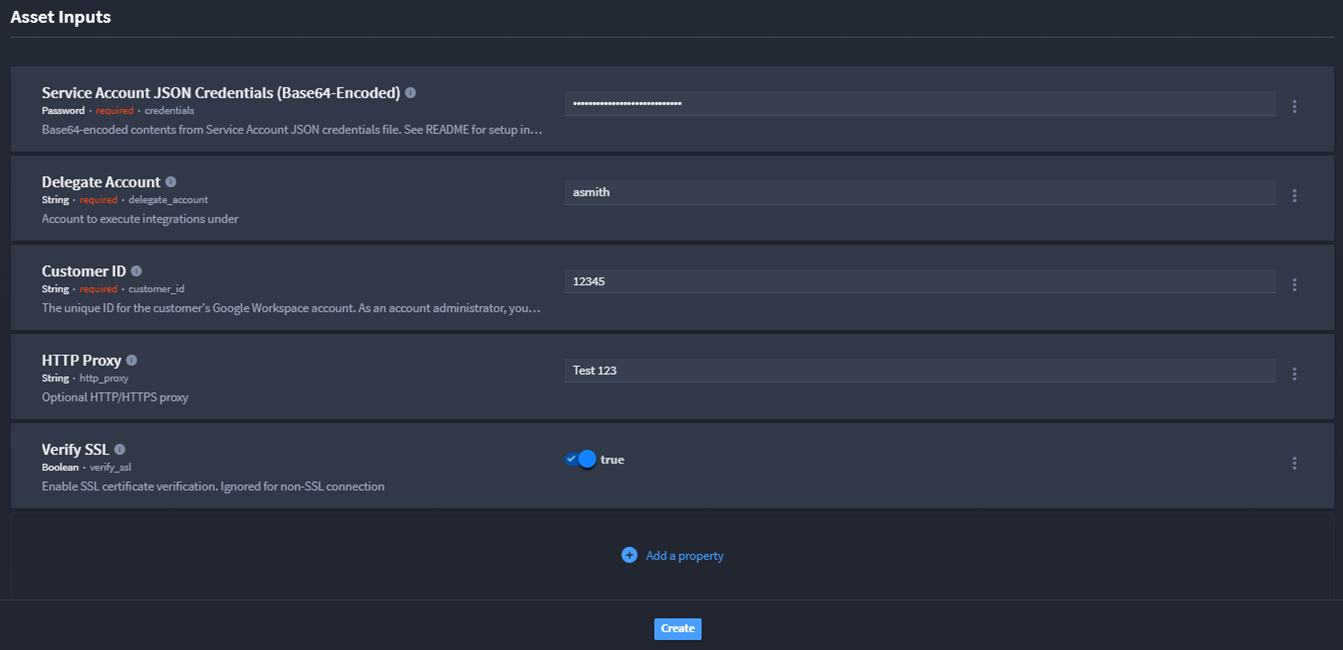 Asset Inputs
Service Account JSON Credentials (Base64-Encoded)
Password · required · credentials
Base64-encoded contents from Service Account JSON credentials file. See README for setup in…
•••••••••••••••••••••••••••••
Delegate Account
String · required · delegate_account
Account to execute integrations under
asmith
Customer ID
String · required · customer_id
The unique ID for the customer's Google Workspace account. As an account administrator, you…
12345
HTTP Proxy
String · http_proxy
Optional HTTP/HTTPS proxy
Test 123
Verify SSL
Boolean · verify_ssl
Enable SSL certificate verification. Ignored for non-SSL connection
true
Add a property
Create